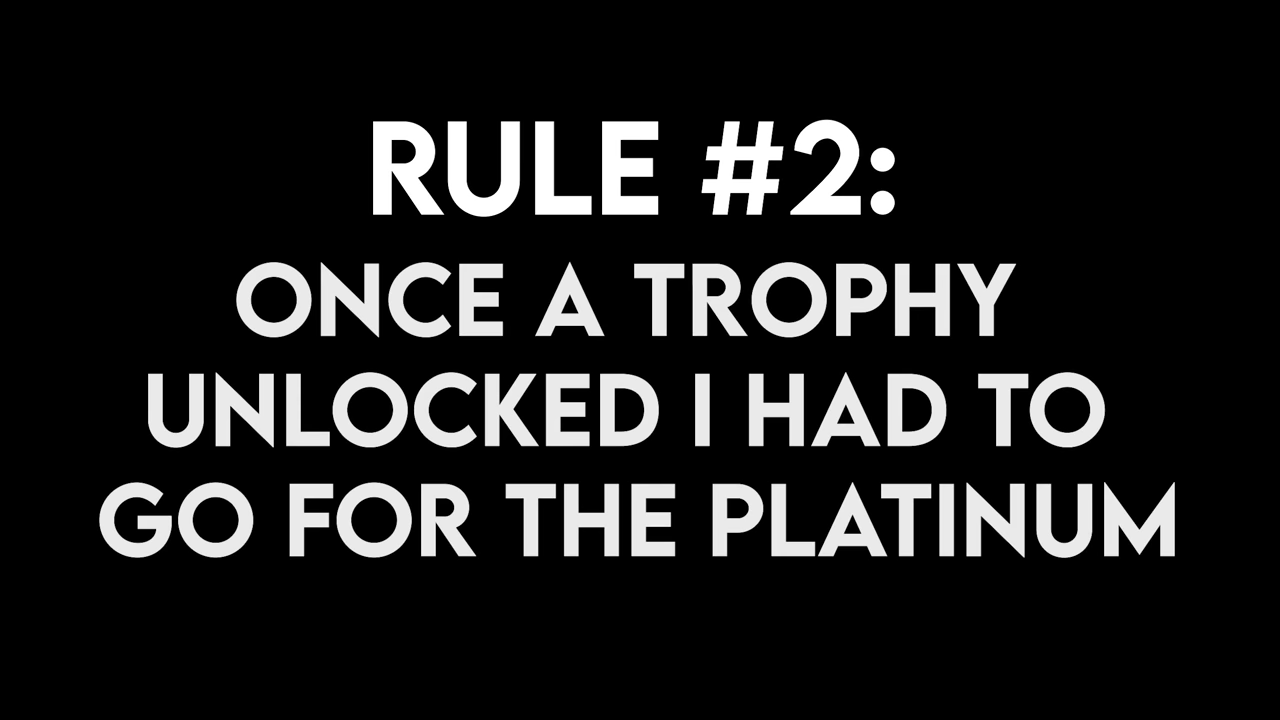 RULE #2:
ONCE A TROPHY
UNLOCKED I HAD TO
GO FOR THE PLATINUM